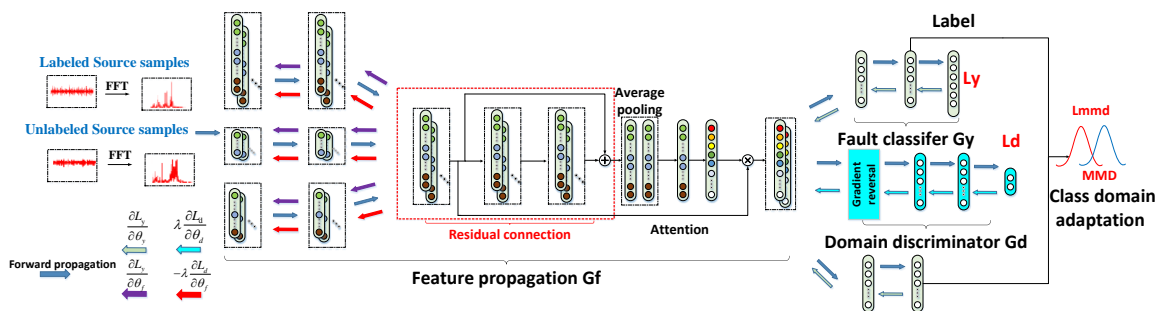 Labeled Source samples
FFT
Unlabeled Source samples
FFT
∂Ly/∂θy
λ ∂Ld/∂θd
Forward propagation
∂Ly/∂θf
−λ ∂Ld/∂θf
Average
pooling
Residual connection
Attention
Feature propagation Gf
Label
Ly
Fault classifer Gy
Ld
Gradient
reversal
Domain discriminator Gd
Lmmd
MMD
Class domain
adaptation